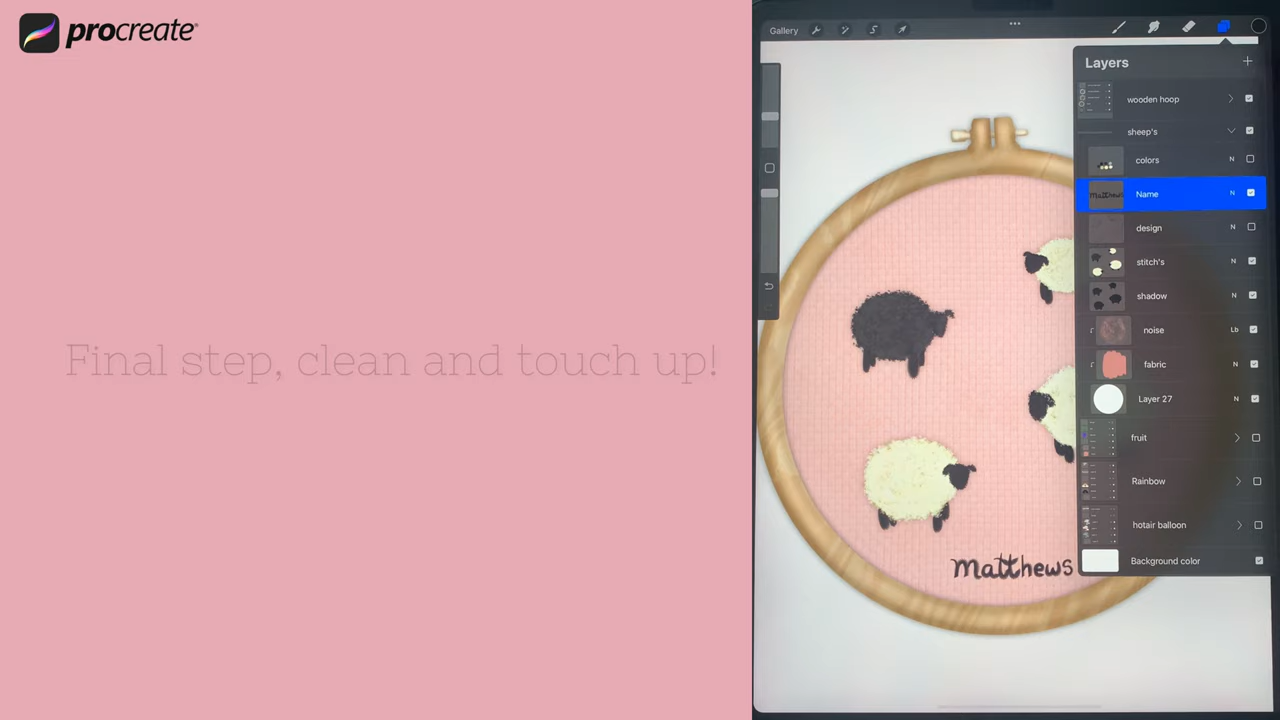 procreate®
Final step, clean and touch up!
Gallery
Layers
wooden hoop
sheep's
colors N
matthews Name N
design N
stitch's N
shadow N
noise Lb
fabric N
Layer 27 N
fruit
Rainbow
hotair balloon
Background color
matthews